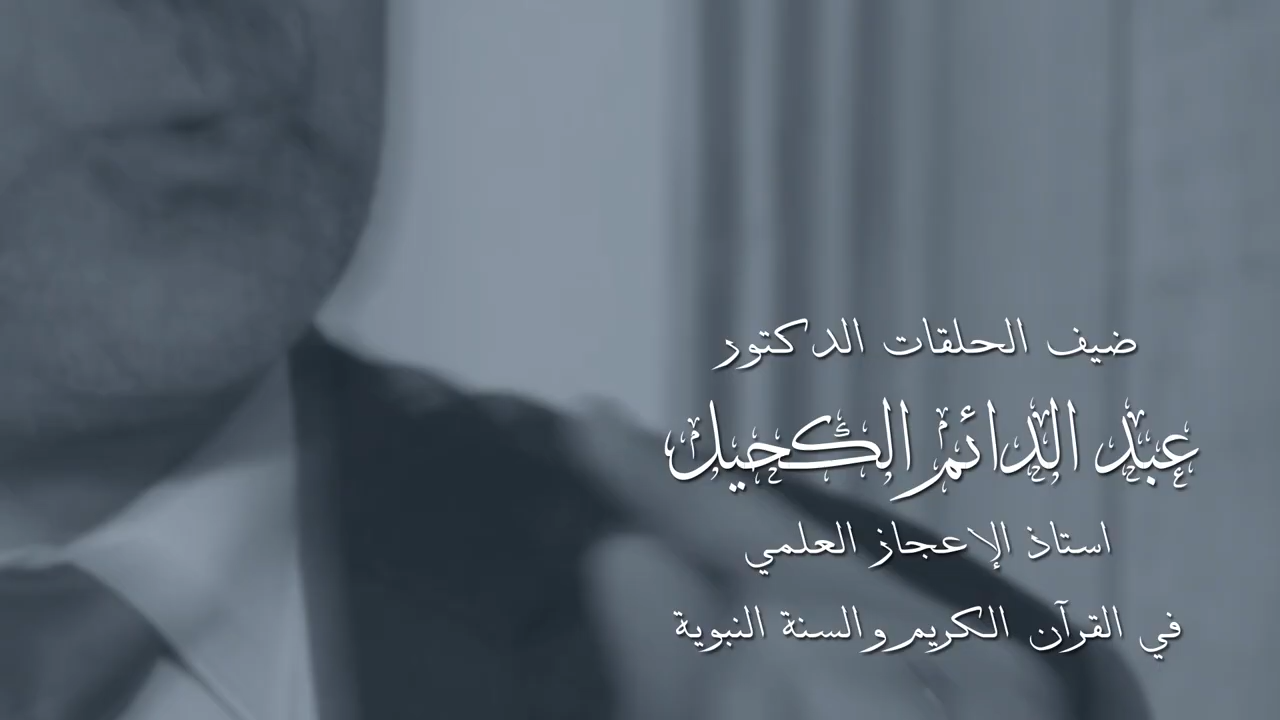 ضيف الحلقات الدكتور
عبد الدائم الكحيل
استاذ الإعجاز العلمي
في القرآن الكريم والسنة النبوية